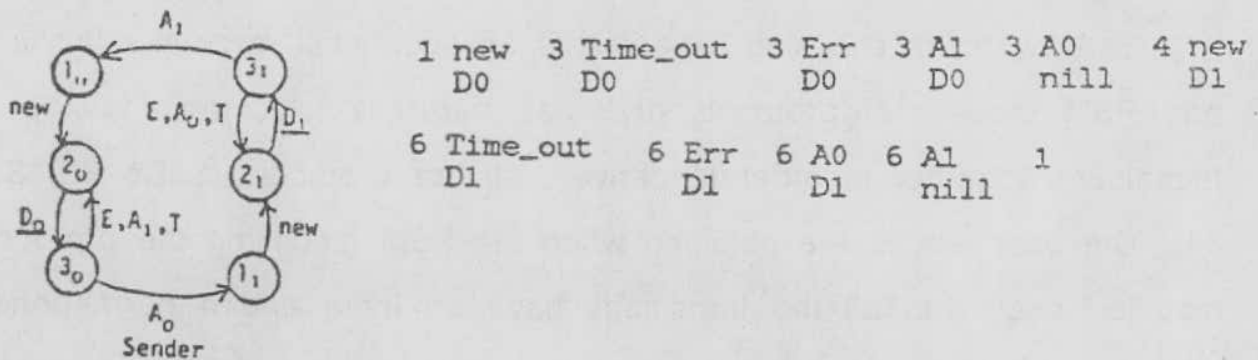 A₁
1₀ 3₁
new E, A₀, T D₁
2₀ 2₁
D₀ E, A₁, T new
3₀ 1₁
A₀
Sender
1 new 3 Time_out 3 Err 3 A1 3 A0 4 new
D0 D0 D0 D0 nill D1
6 Time_out 6 Err 6 A0 6 A1 1
D1 D1 D1 nill